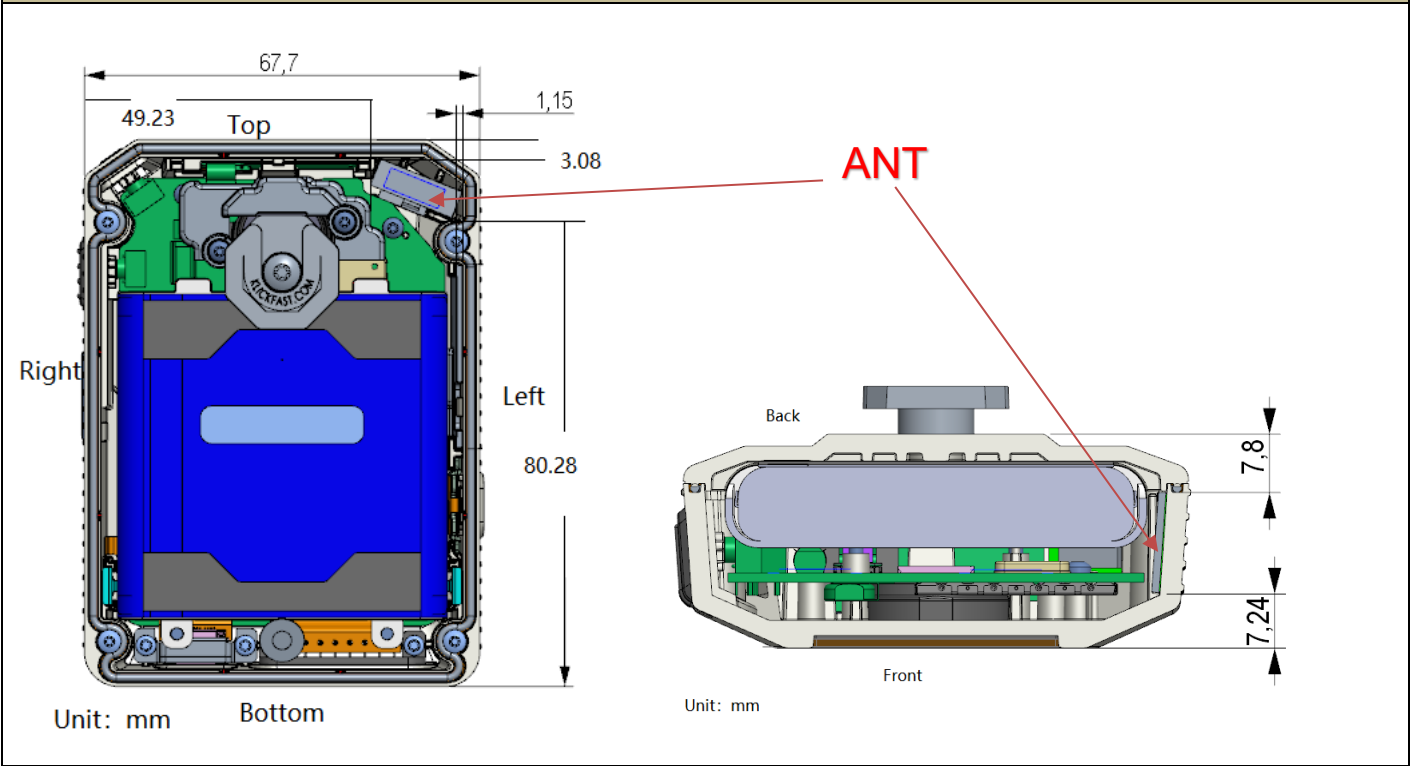 67,7
49.23
1,15
Top
3.08
ANT
KLICKFAST.COM
Right
Left
80.28
Back
7,8
7,24
Front
Unit: mm
Bottom
Unit: mm